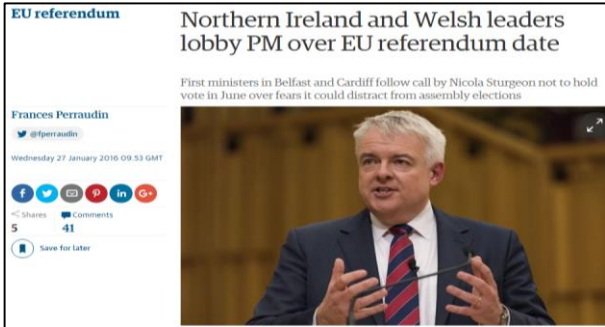 EU referendum
Northern Ireland and Welsh leaders
lobby PM over EU referendum date
First ministers in Belfast and Cardiff follow call by Nicola Sturgeon not to hold
vote in June over fears it could distract from assembly elections
Frances Perraudin
@fperraudin
Wednesday 27 January 2016 09.53 GMT
Shares
5
Comments
41
Save for later